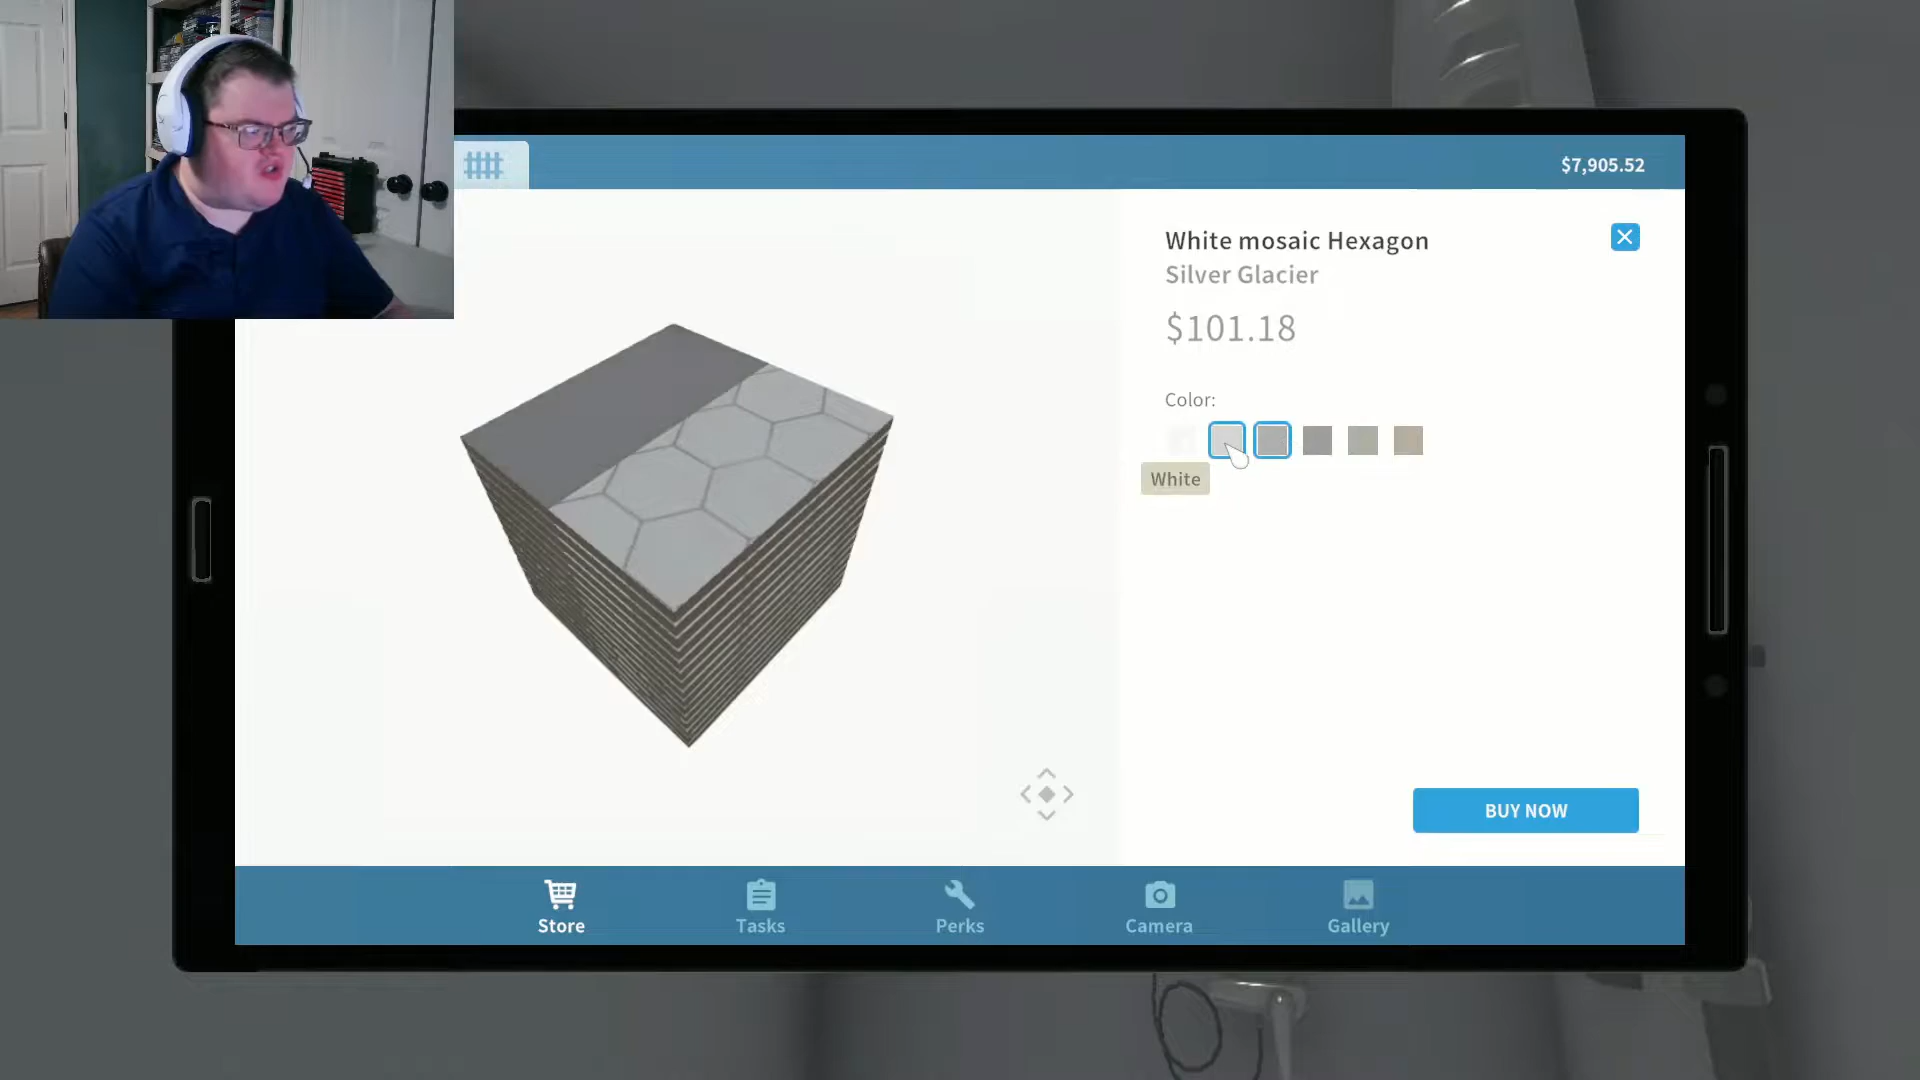 $7,905.52
White mosaic Hexagon
Silver Glacier
$101.18
Color:
White
BUY NOW
Store
Tasks
Perks
Camera
Gallery